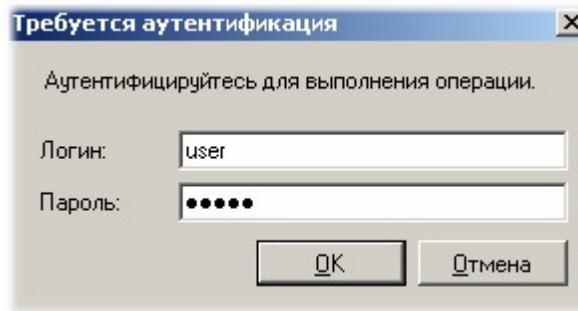 Требуется аутентификация
Аутентифицируйтесь для выполнения операции.
Логин: user
Пароль: •••••
OK Отмена